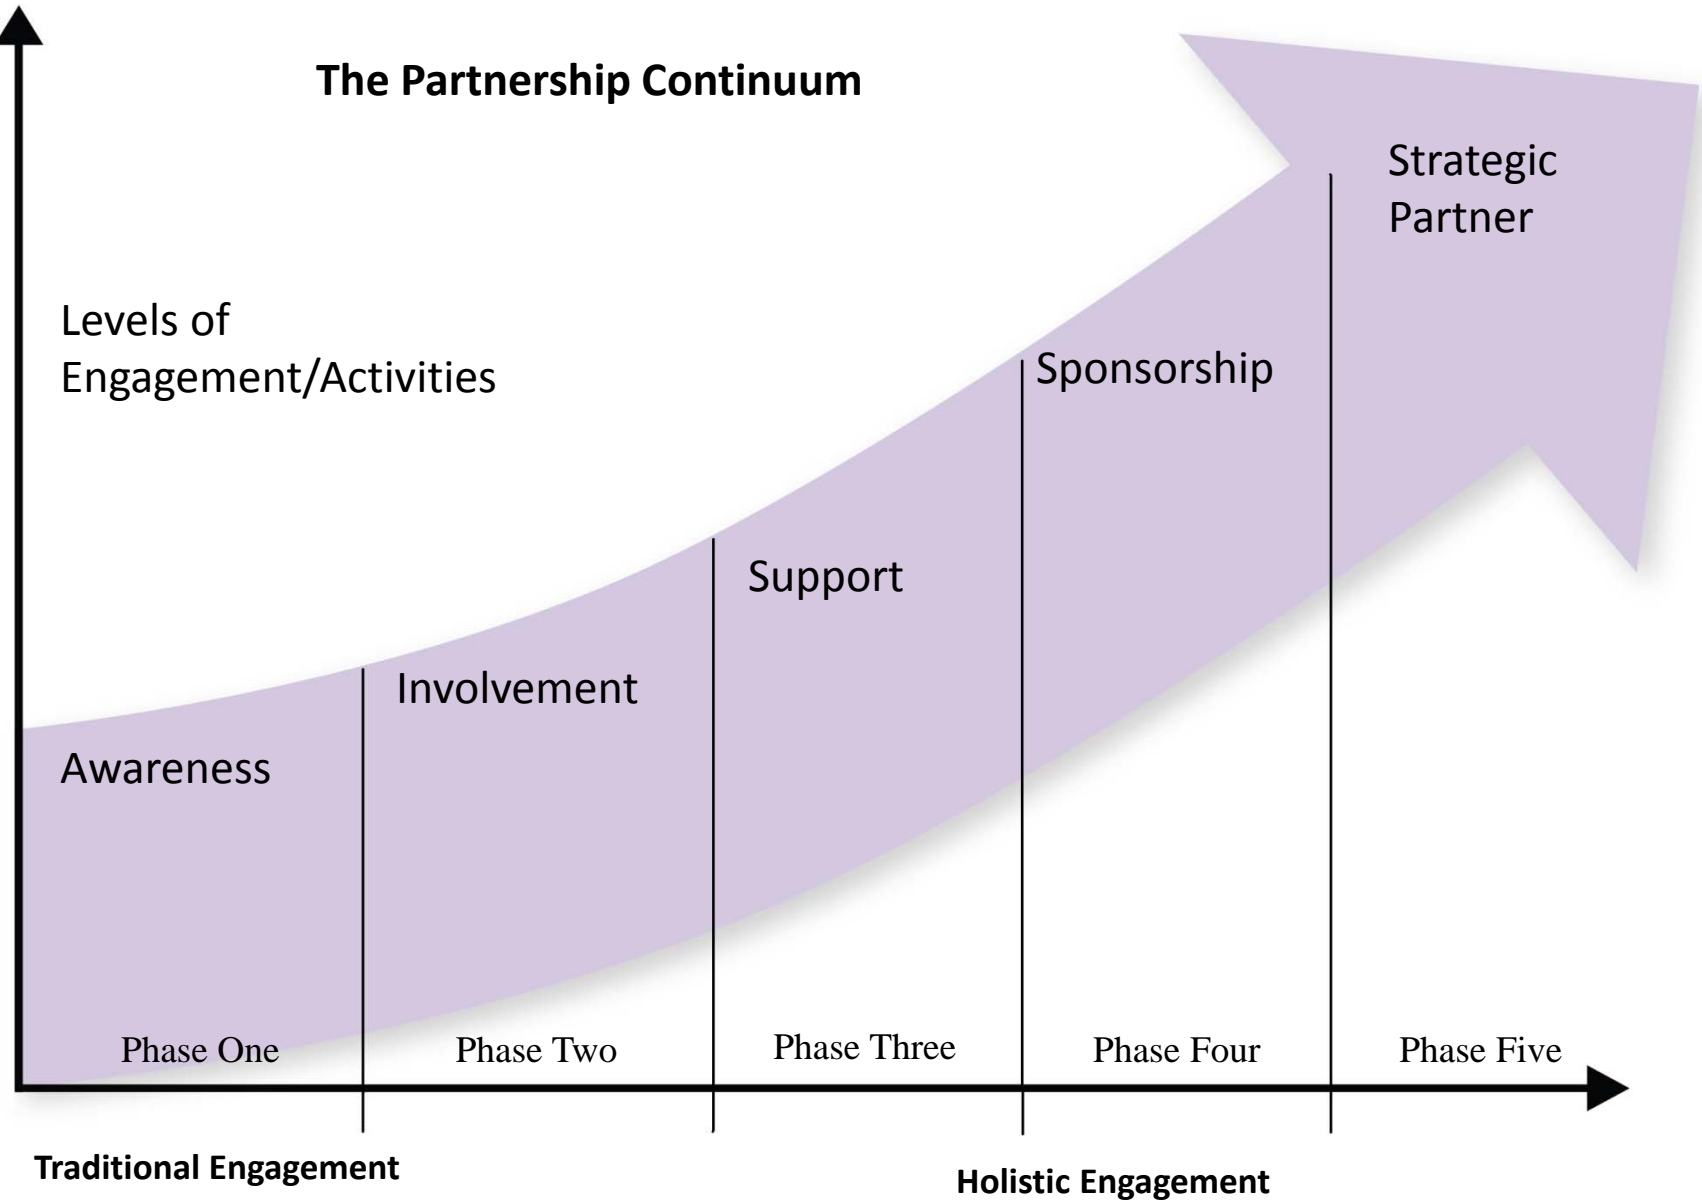 The Partnership Continuum
Strategic
Partner
Levels of
Engagement/Activities
Sponsorship
Support
Involvement
Awareness
Phase One
Phase Two
Phase Three
Phase Four
Phase Five
Traditional Engagement
Holistic Engagement